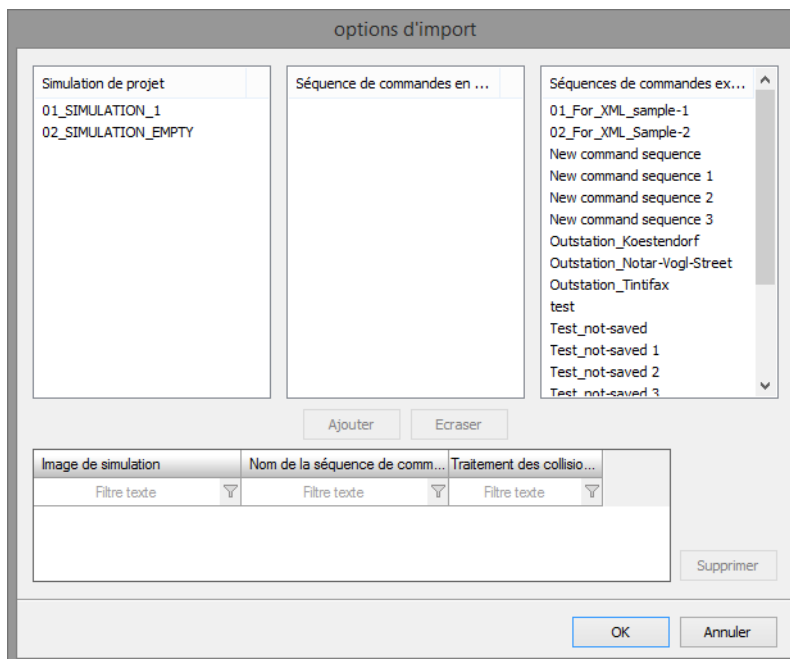 options d'import
Simulation de projet
01_SIMULATION_1
02_SIMULATION_EMPTY
Séquence de commandes en ...
Séquences de commandes ex...
01_For_XML_sample-1
02_For_XML_Sample-2
New command sequence
New command sequence 1
New command sequence 2
New command sequence 3
Outstation_Koestendorf
Outstation_Notar-Vogl-Street
Outstation_Tintifax
test
Test_not-saved
Test_not-saved 1
Test_not-saved 2
Test_not-saved 3
Ajouter Ecraser
Image de simulation Nom de la séquence de comm... Traitement des collisio...
Filtre texte Filtre texte Filtre texte
Supprimer
OK Annuler